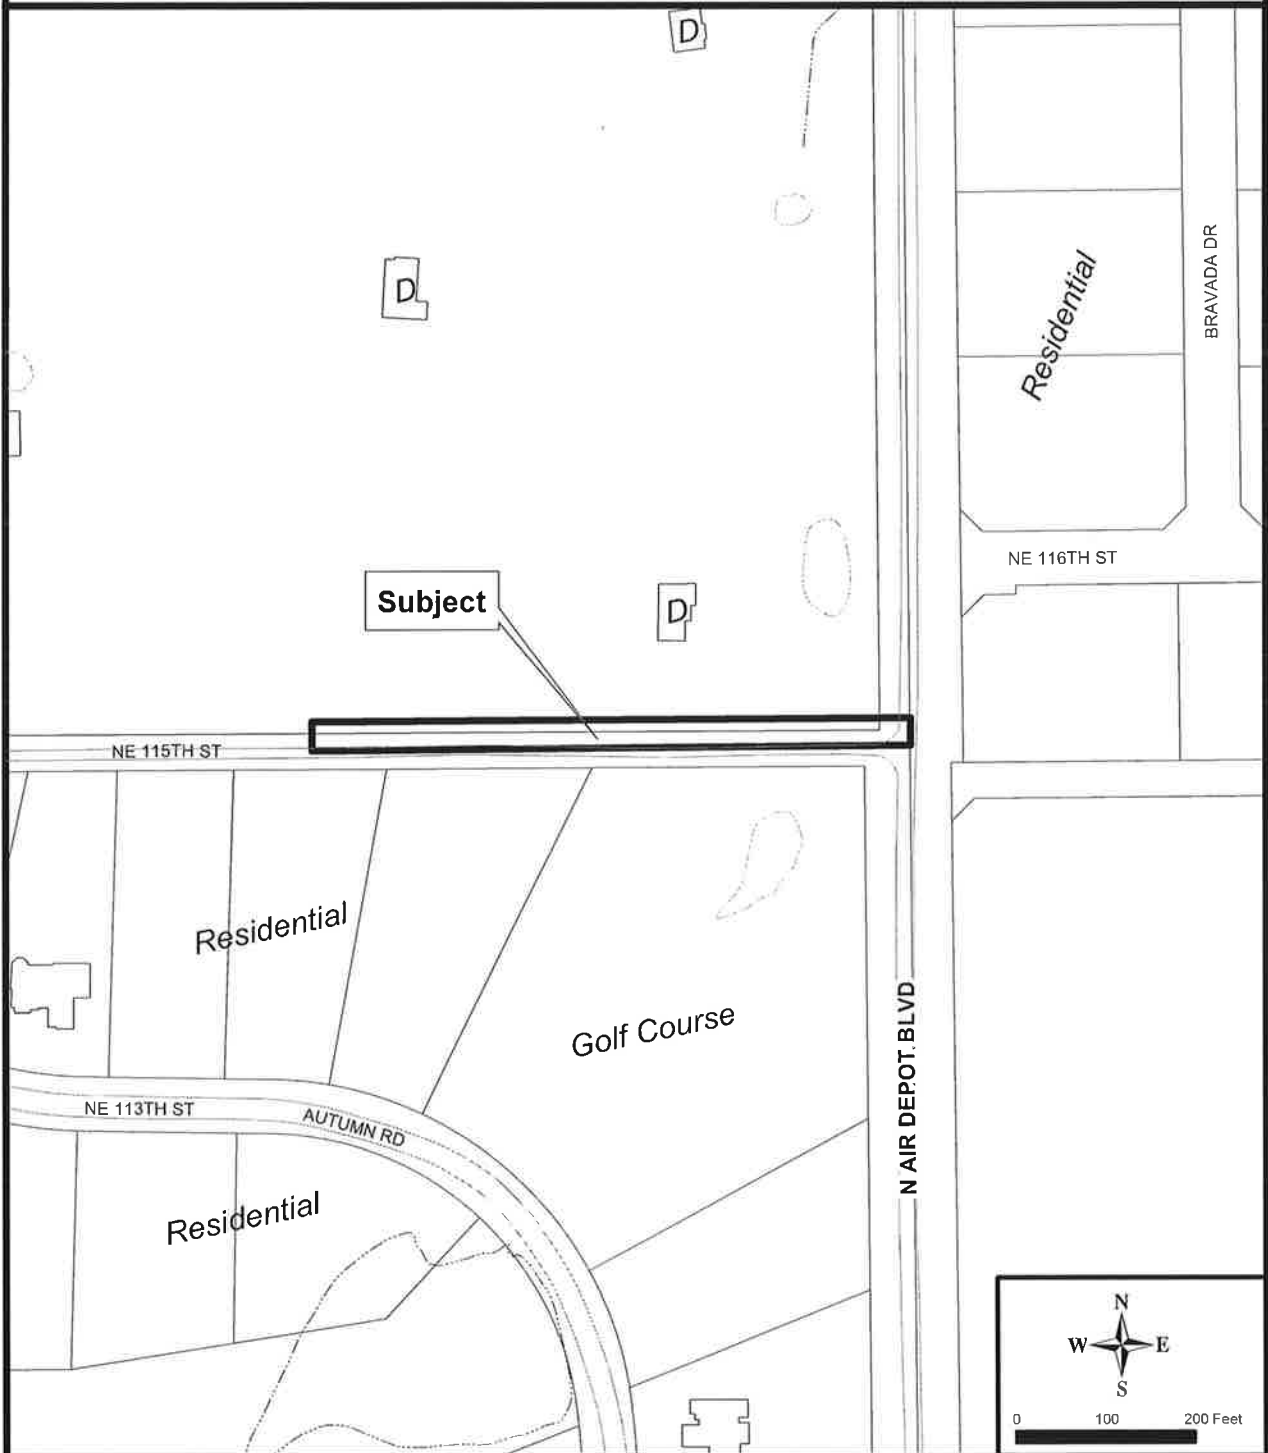 D
D
Residential
BRAVADA DR
NE 116TH ST
Subject
D
NE 115TH ST
Residential
Golf Course
N AIR DEPOT BLVD
NE 113TH ST
AUTUMN RD
Residential
N
W E
S
0 100 200 Feet